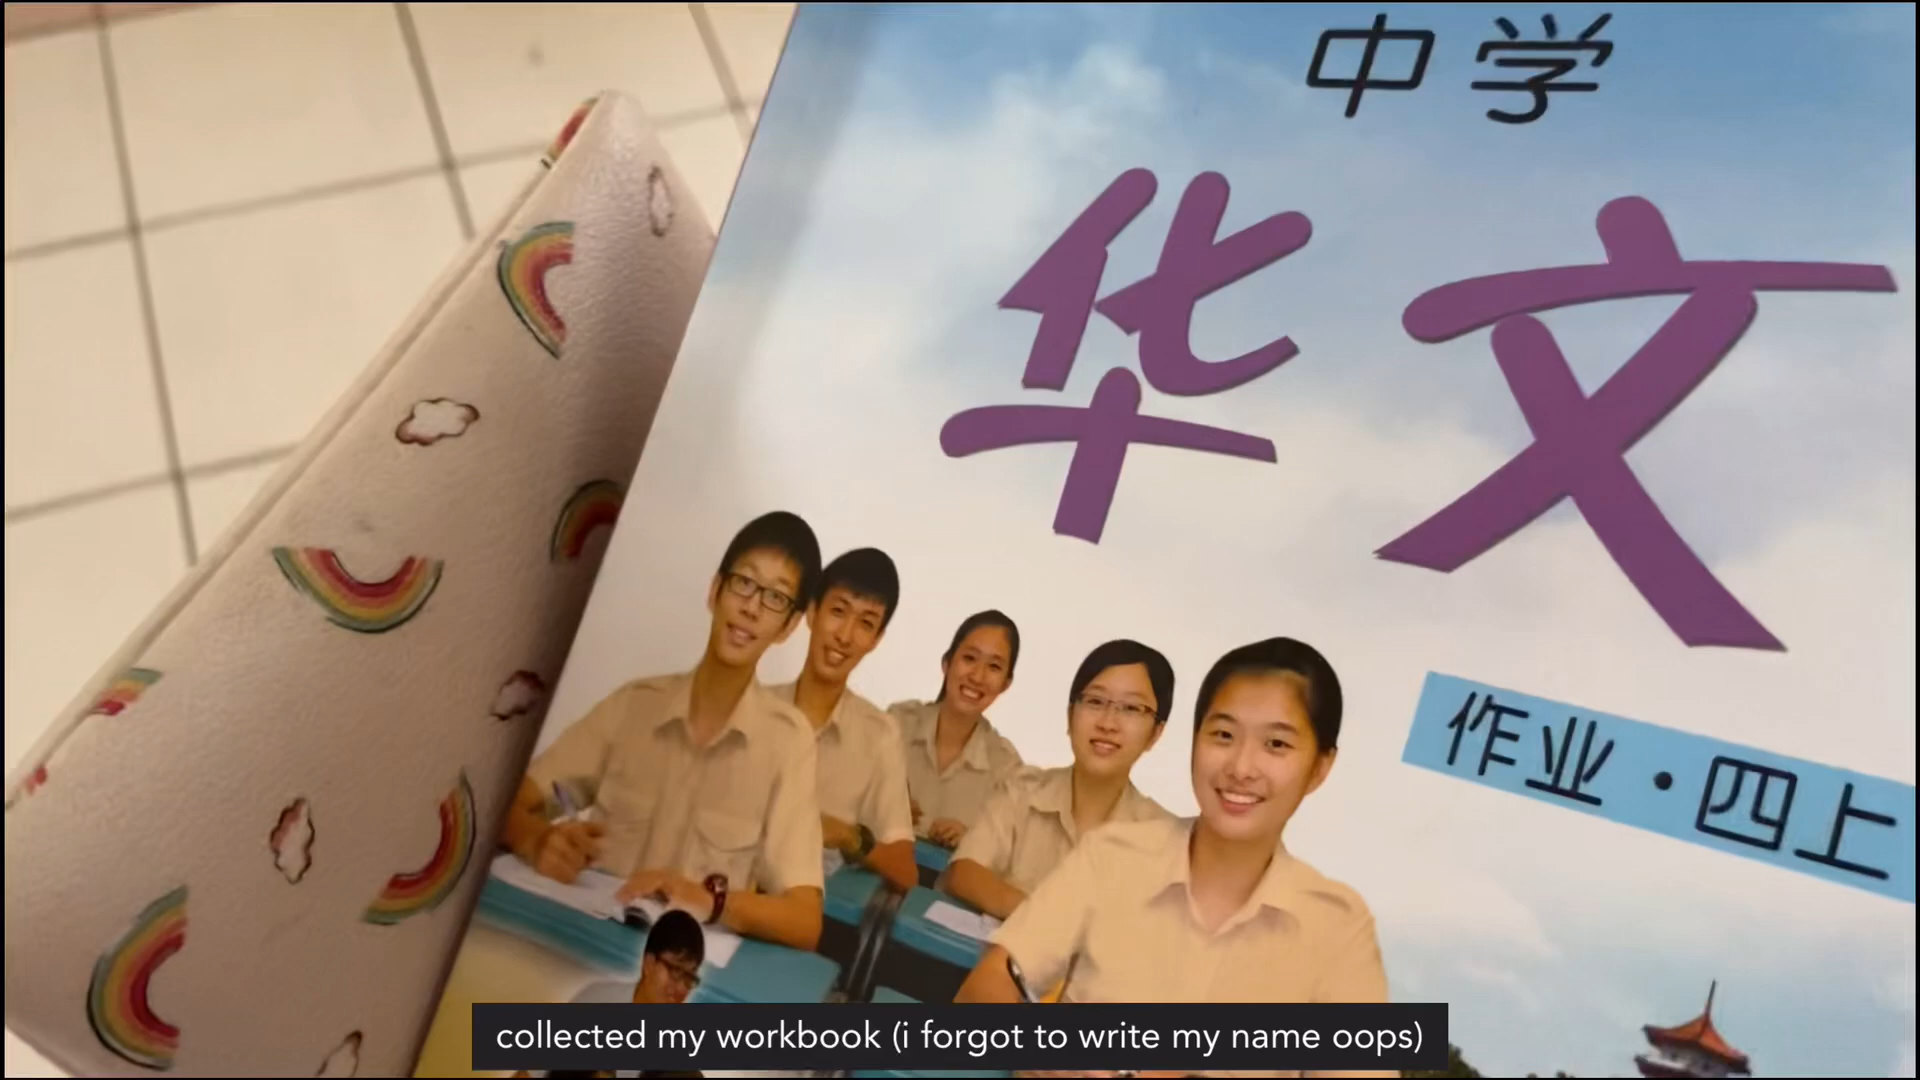 中学
华文
作业·四上
collected my workbook (i forgot to write my name oops)